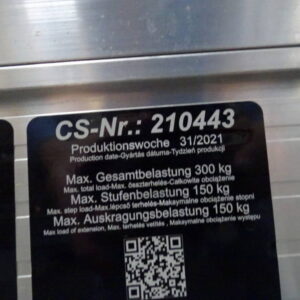 CS-Nr.: 210443
Produktionswoche 31/2021
Production date-Gyártás dátuma-Tydzień produkcji
Max. Gesamtbelastung 300 kg
Max. total load-Max. összterhelés-Całkowite obciążenie
Max. Stufenbelastung 150 kg
Max. step load-Max.lépcső terhelés-Maksymalne obciążenie stopni
Max. Auskragungsbelastung 150 kg
Max load of extension, Max. terhelés , Maksymalne obciążenie występu